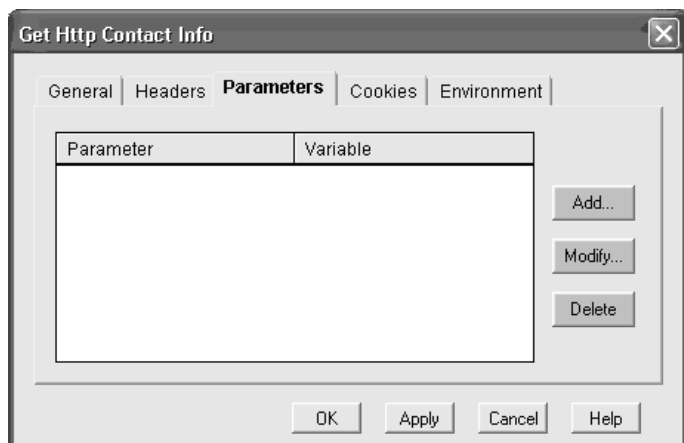 Get Http Contact Info
General Headers Parameters Cookies Environment
Parameter Variable
Add...
Modify...
Delete
OK Apply Cancel Help